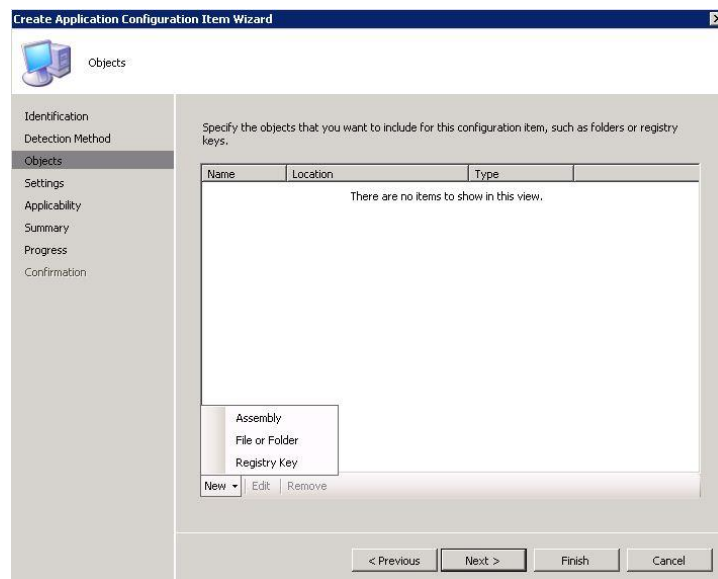 Create Application Configuration Item Wizard
Objects
Identification
Detection Method
Objects
Settings
Applicability
Summary
Progress
Confirmation
Specify the objects that you want to include for this configuration item, such as folders or registry
keys.
Name Location Type
There are no items to show in this view.
Assembly
File or Folder
Registry Key
New Edit Remove
< Previous Next > Finish Cancel